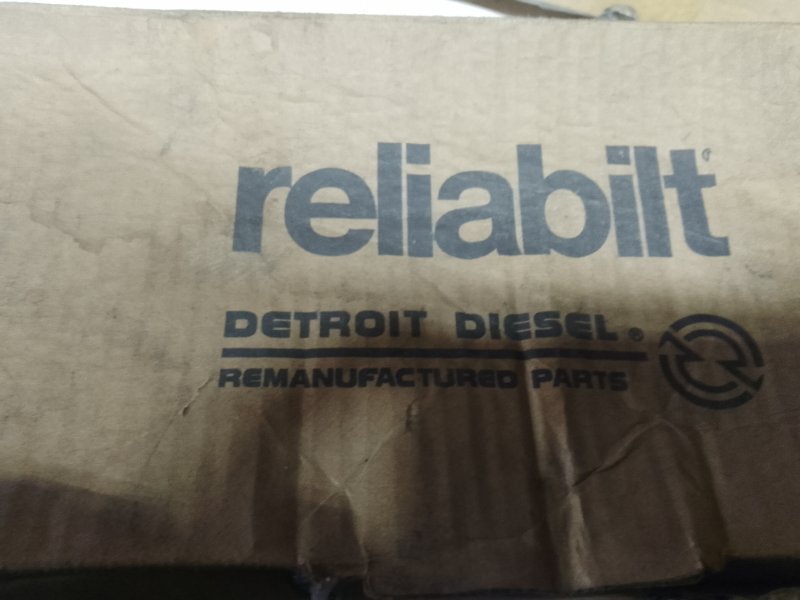 reliabilt®
DETROIT DIESEL®
REMANUFACTURED PARTS